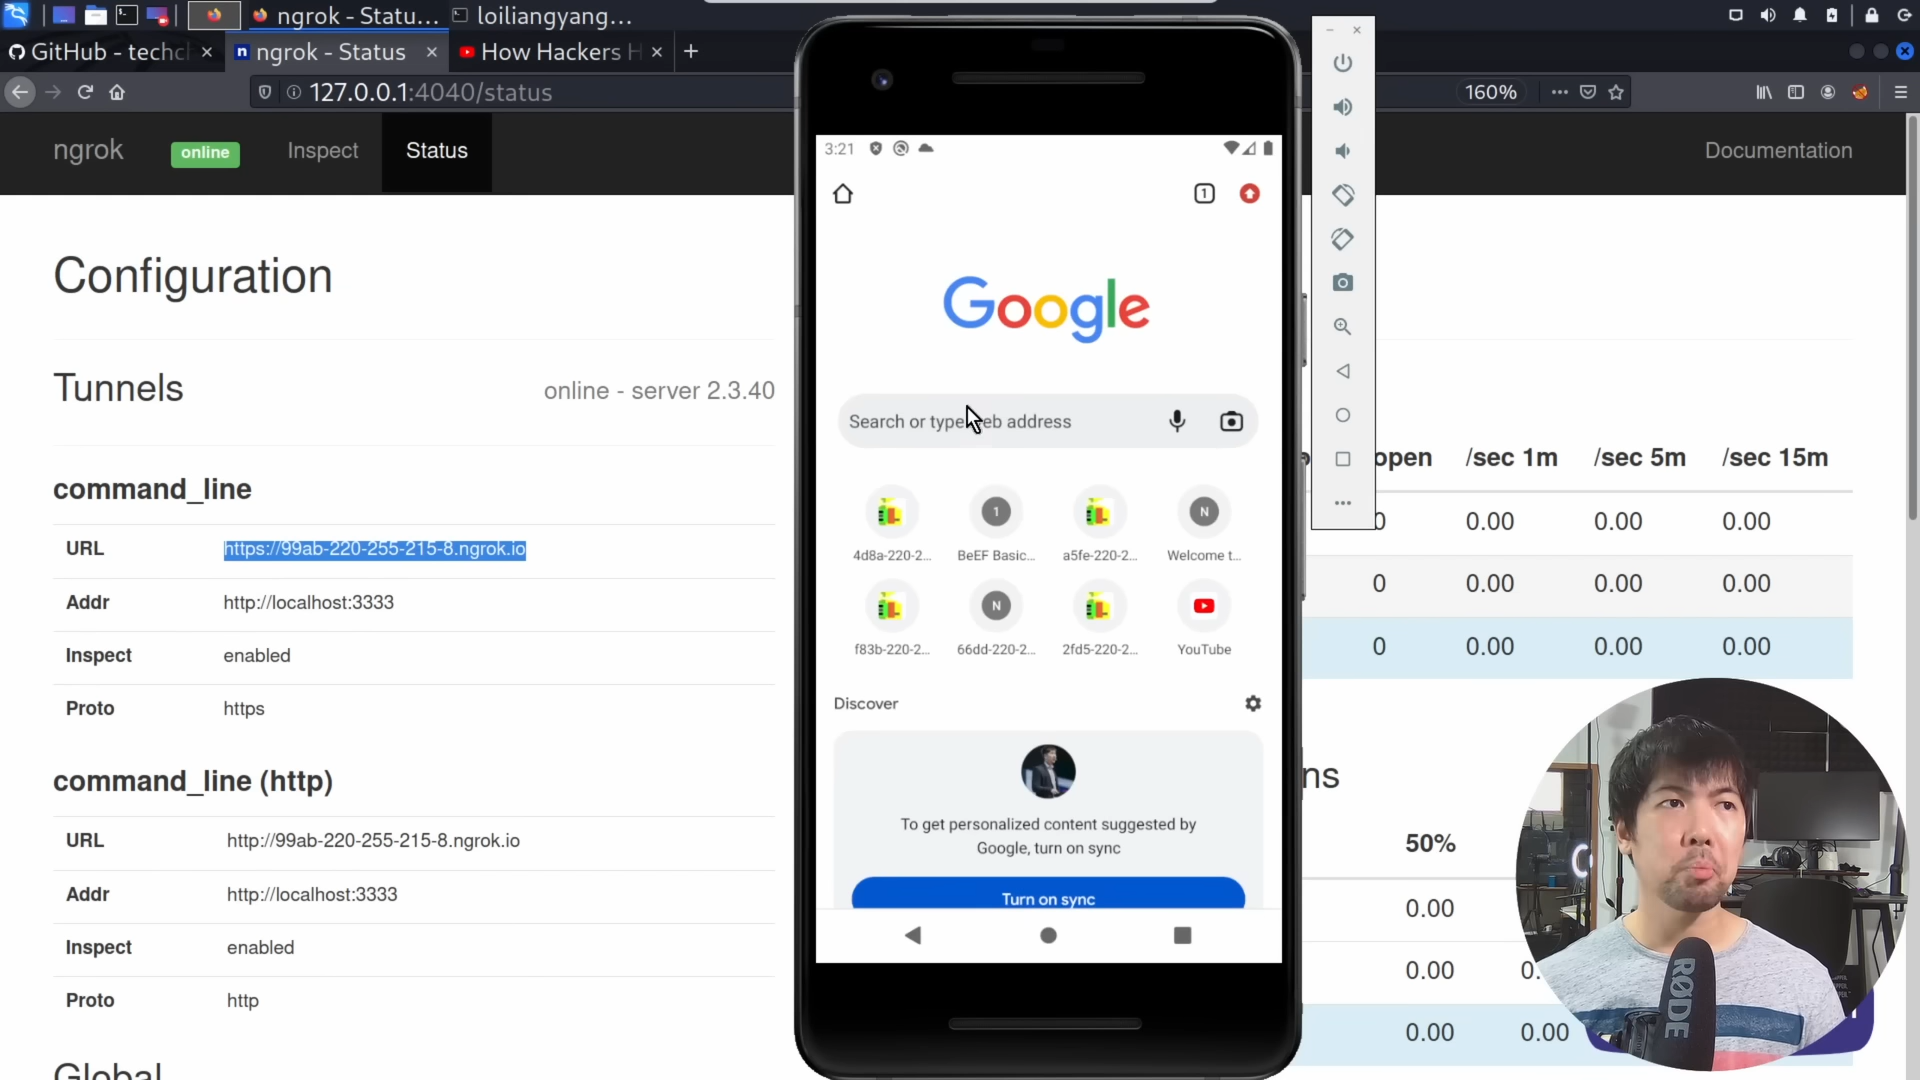 ngrok - Statu...
loiliangyang...
GitHub - techcl
ngrok - Status
How Hackers H
127.0.0.1:4040/status
160%
ngrok
online
Inspect
Status
Documentation
Configuration
Tunnels
online - server 2.3.40
command_line
URL
https://99ab-220-255-215-8.ngrok.io
Addr
http://localhost:3333
Inspect
enabled
Proto
https
command_line (http)
URL
http://99ab-220-255-215-8.ngrok.io
Addr
http://localhost:3333
Inspect
enabled
Proto
http
Global
3:21
1
Google
Search or type web address
1
N
4d8a-220-2...
BeEF Basic...
a5fe-220-2...
Welcome t...
N
f83b-220-2...
66dd-220-2...
2fd5-220-2...
YouTube
Discover
To get personalized content suggested by
Google, turn on sync
Turn on sync
open /sec 1m /sec 5m /sec 15m
0 0.00 0.00 0.00
0 0.00 0.00 0.00
0 0.00 0.00 0.00
ns
50%
0.00
0.00 0.
0.00 0.00
RØDE